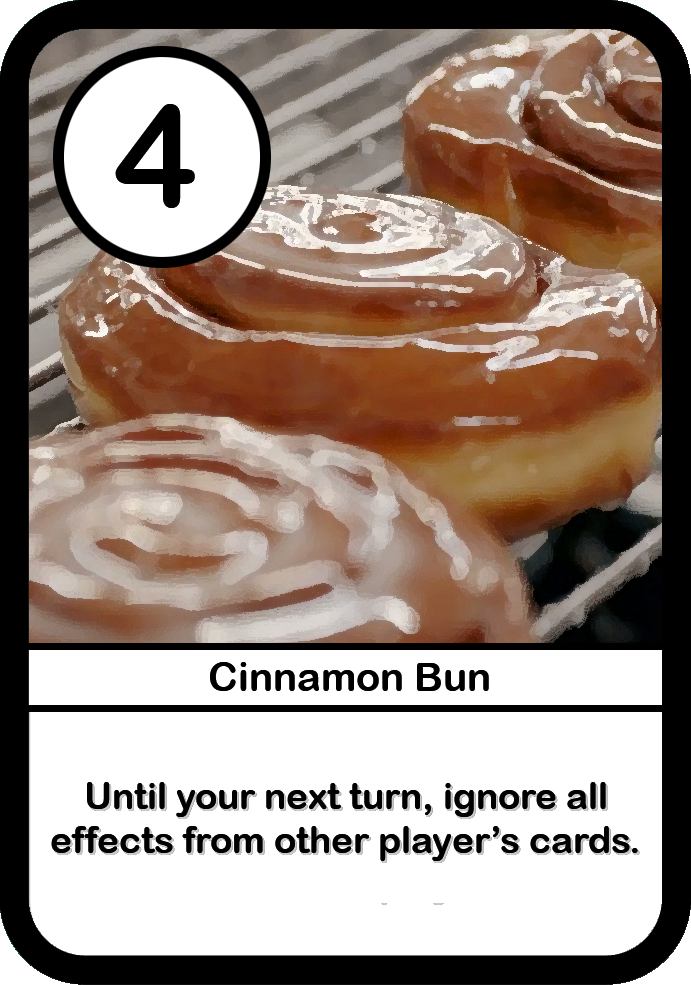 4
Cinnamon Bun
Until your next turn, ignore all
effects from other player’s cards.